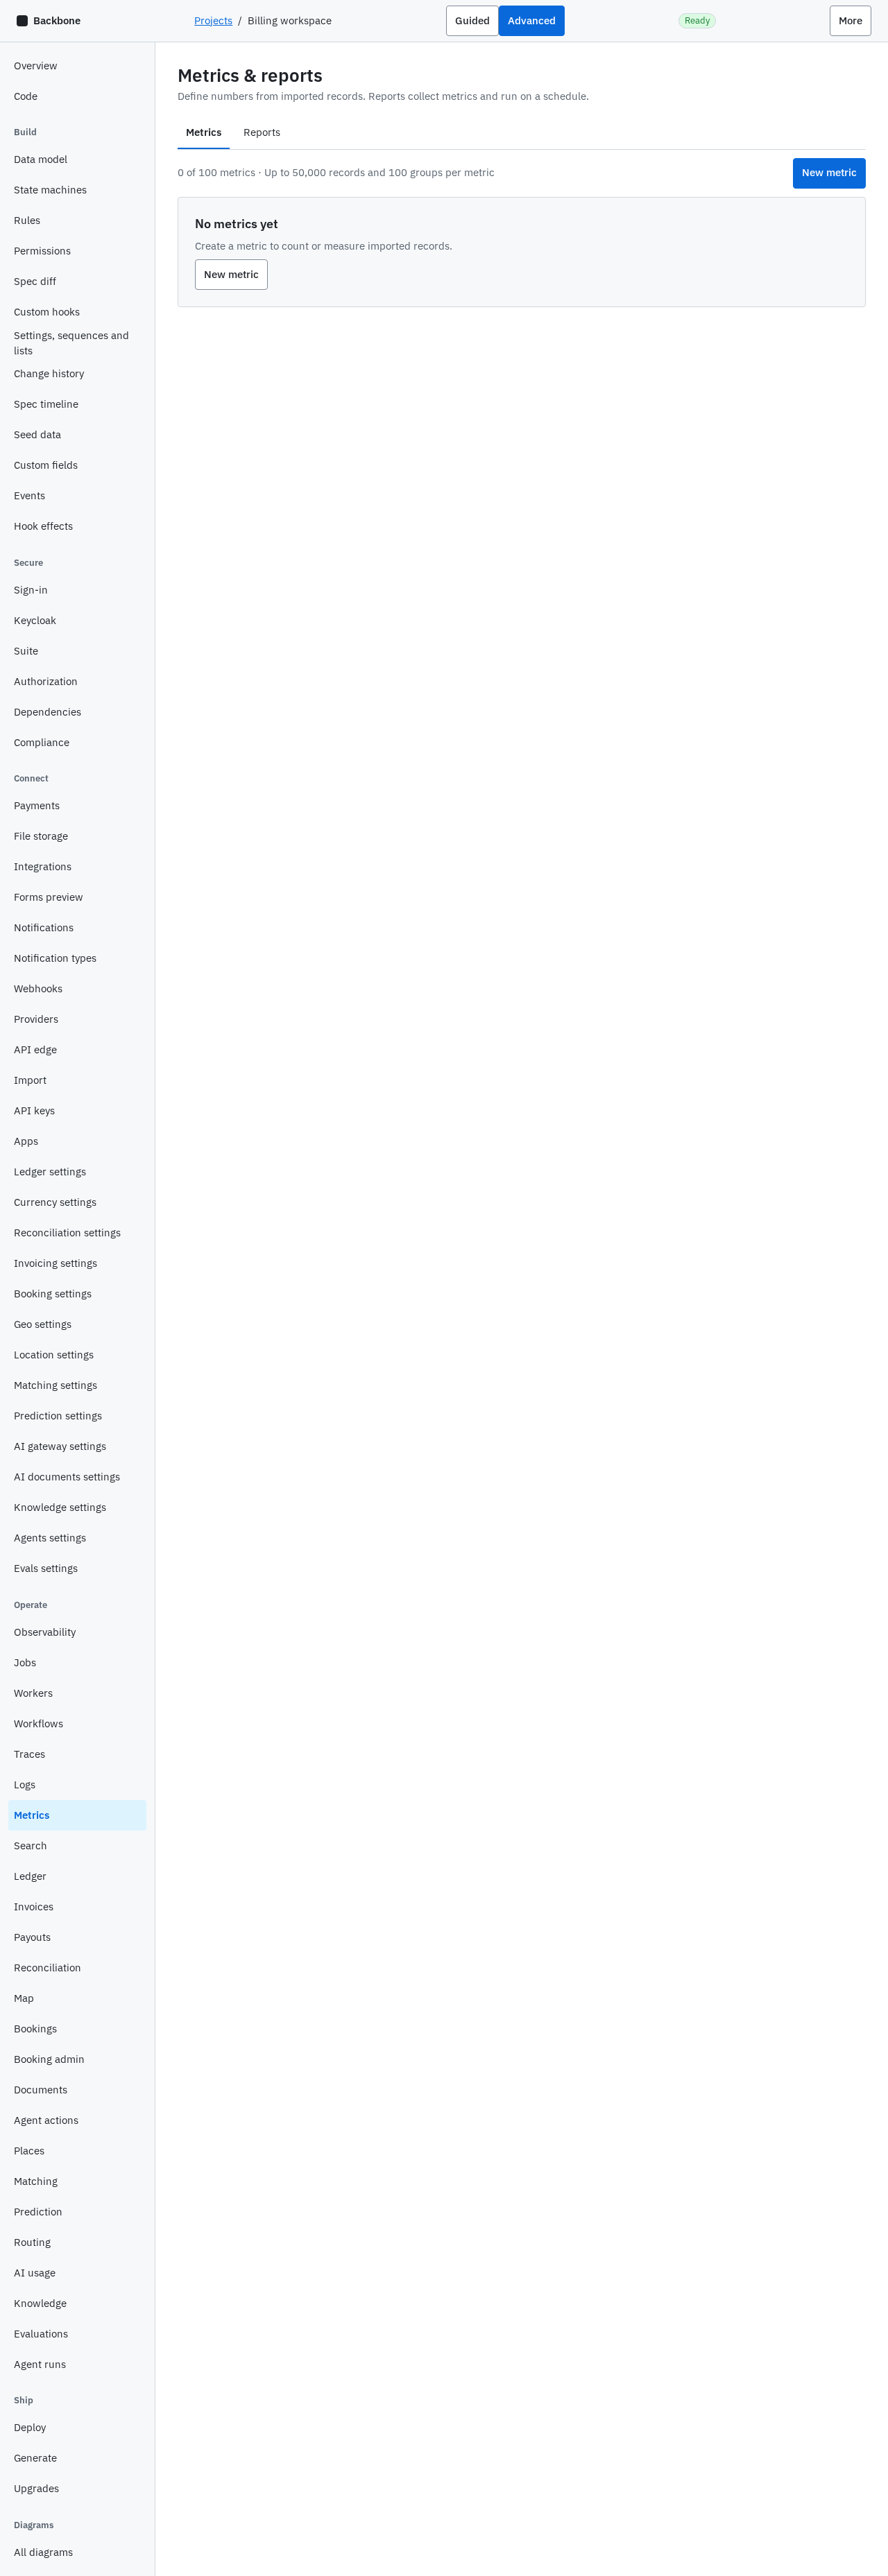 Backbone
Projects / Billing workspace
Guided
Advanced
Ready
More
Overview
Code
Build
Data model
State machines
Rules
Permissions
Spec diff
Custom hooks
Settings, sequences and
lists
Change history
Spec timeline
Seed data
Custom fields
Events
Hook effects
Secure
Sign-in
Keycloak
Suite
Authorization
Dependencies
Compliance
Connect
Payments
File storage
Integrations
Forms preview
Notifications
Notification types
Webhooks
Providers
API edge
Import
API keys
Apps
Ledger settings
Currency settings
Reconciliation settings
Invoicing settings
Booking settings
Geo settings
Location settings
Matching settings
Prediction settings
AI gateway settings
AI documents settings
Knowledge settings
Agents settings
Evals settings
Operate
Observability
Jobs
Workers
Workflows
Traces
Logs
Metrics
Search
Ledger
Invoices
Payouts
Reconciliation
Map
Bookings
Booking admin
Documents
Agent actions
Places
Matching
Prediction
Routing
AI usage
Knowledge
Evaluations
Agent runs
Ship
Deploy
Generate
Upgrades
Diagrams
All diagrams
Metrics & reports
Define numbers from imported records. Reports collect metrics and run on a schedule.
Metrics
Reports
0 of 100 metrics · Up to 50,000 records and 100 groups per metric
New metric
No metrics yet
Create a metric to count or measure imported records.
New metric